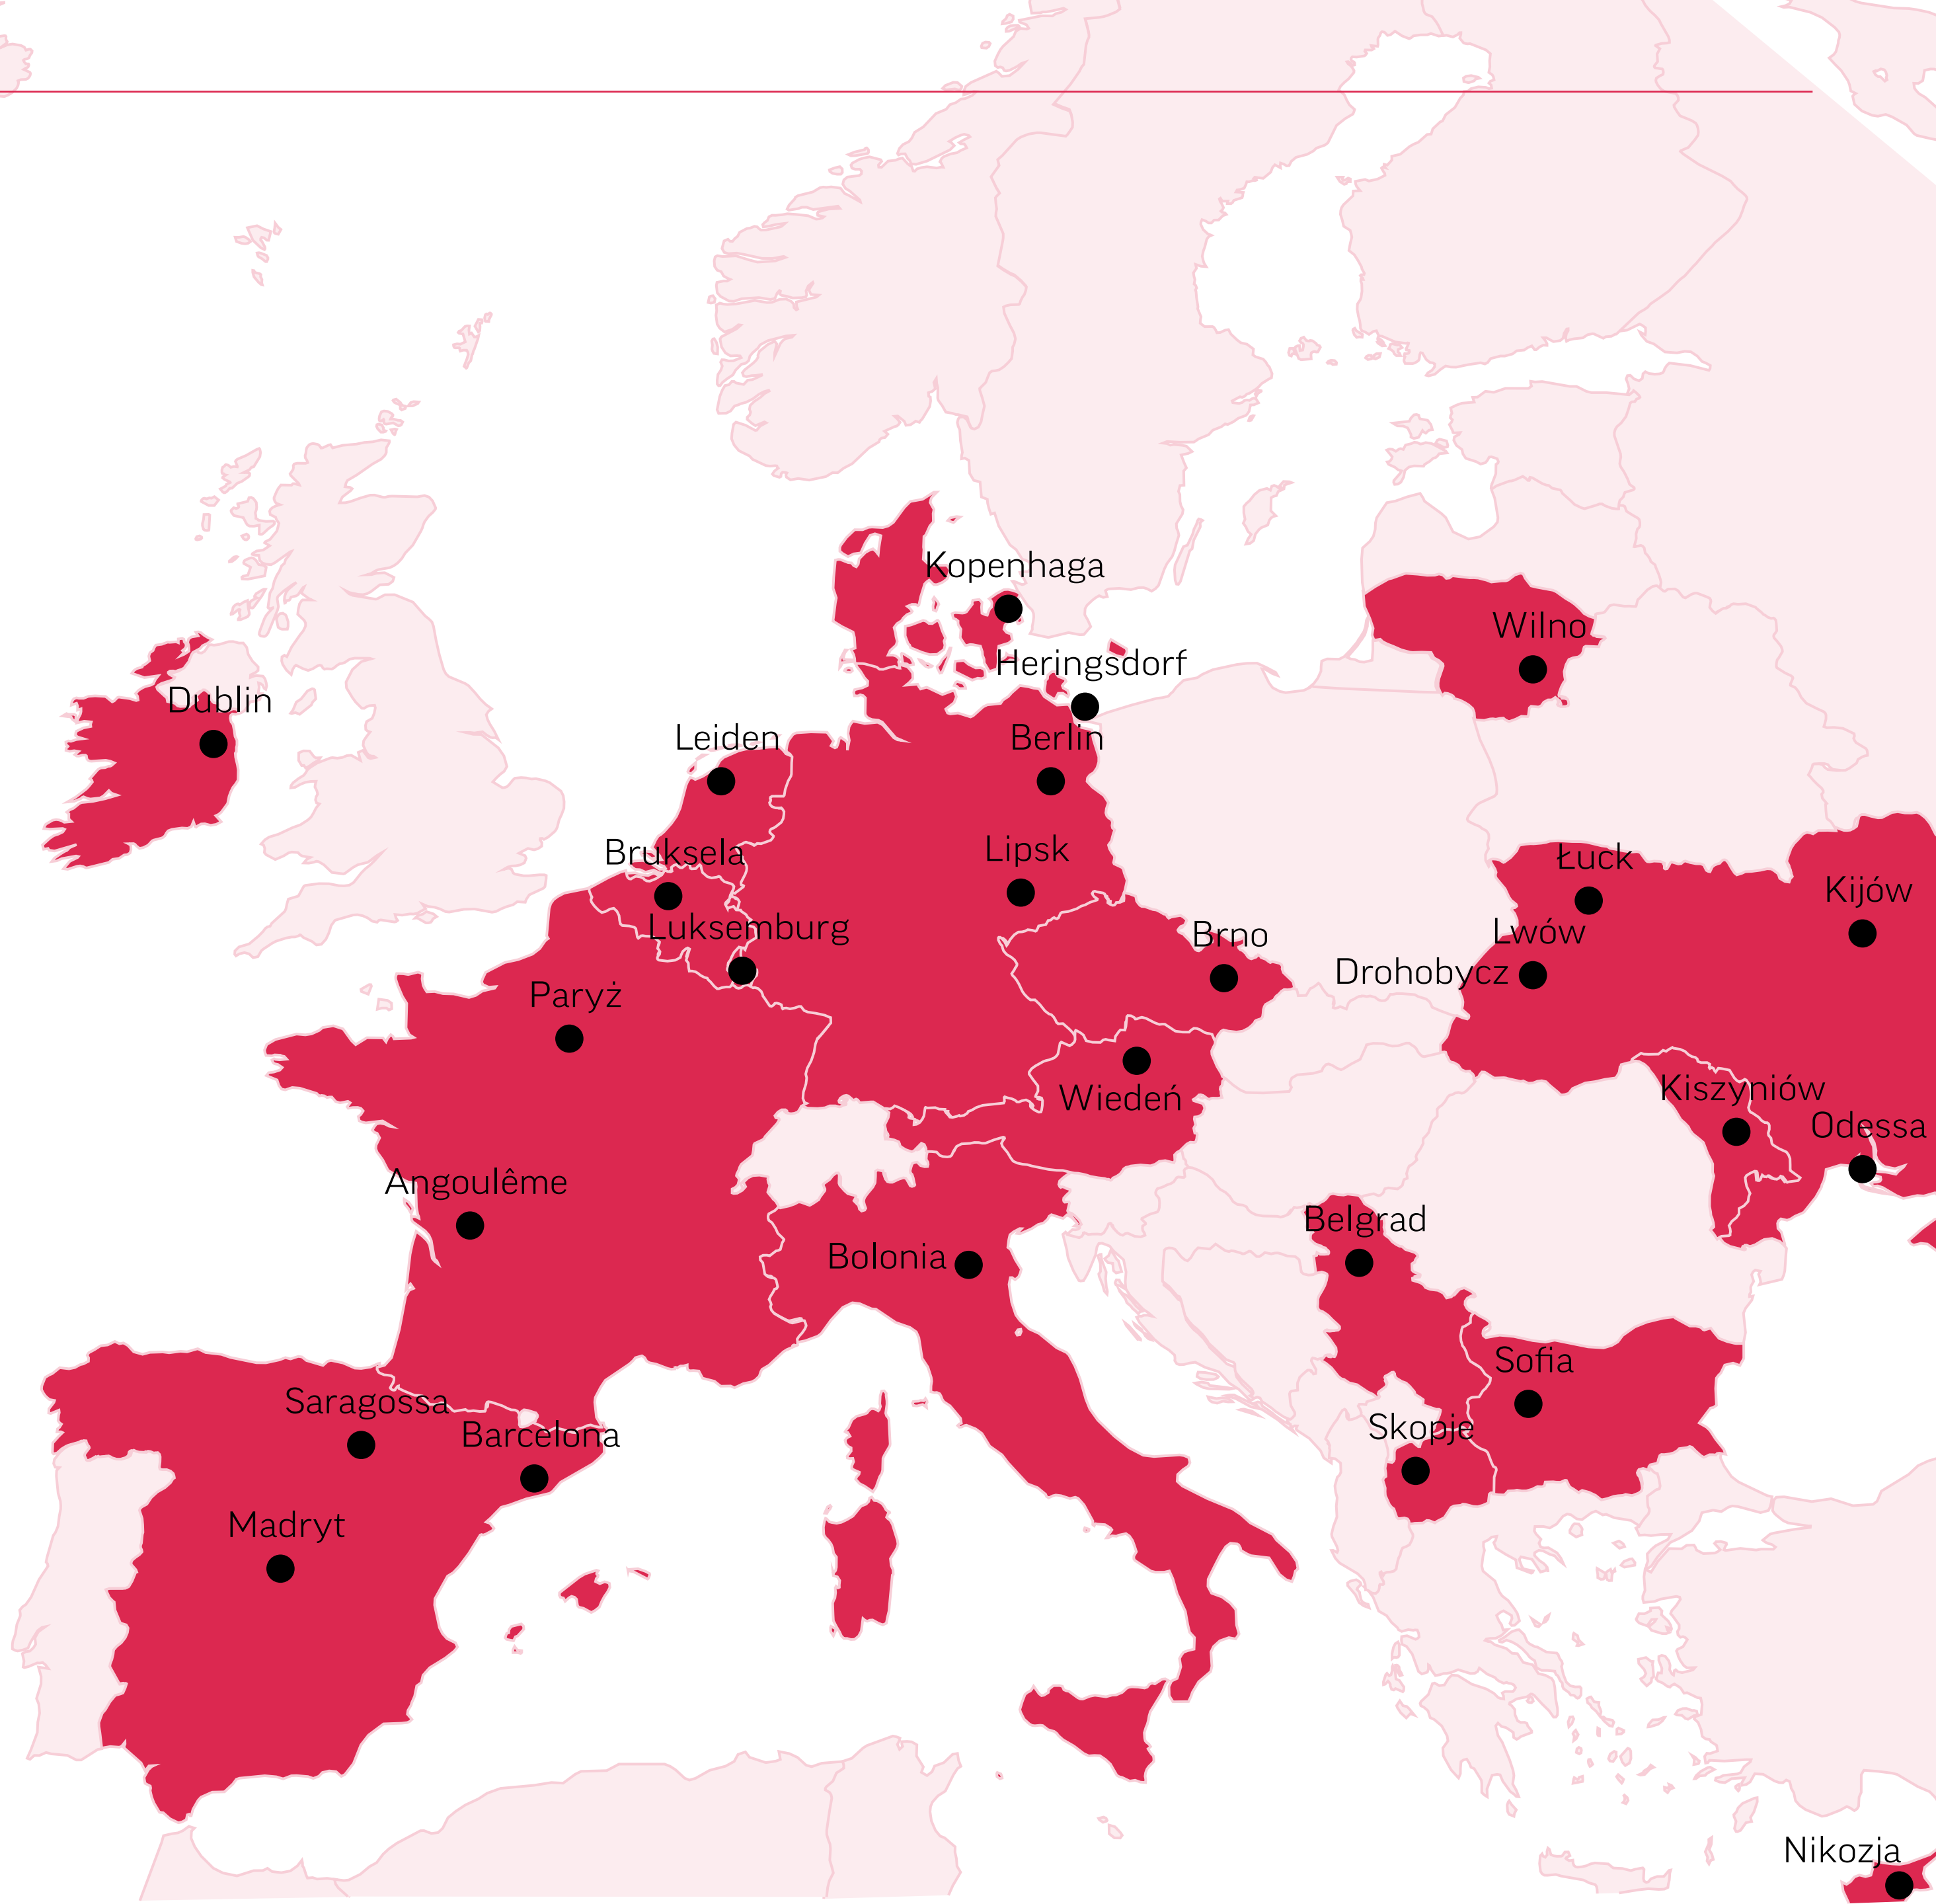 Kopenhaga
Wilno
Heringsdorf
Dublin
Leiden
Berlin
Bruksela
Lipsk
Łuck
Kijów
Luksemburg
Brno
Lwów
Drohobycz
Paryż
Wiedeń
Kiszyniów
Odessa
Angoulême
Belgrad
Bolonia
Sofia
Saragossa
Skopje
Barcelona
Madryt
Nikozja